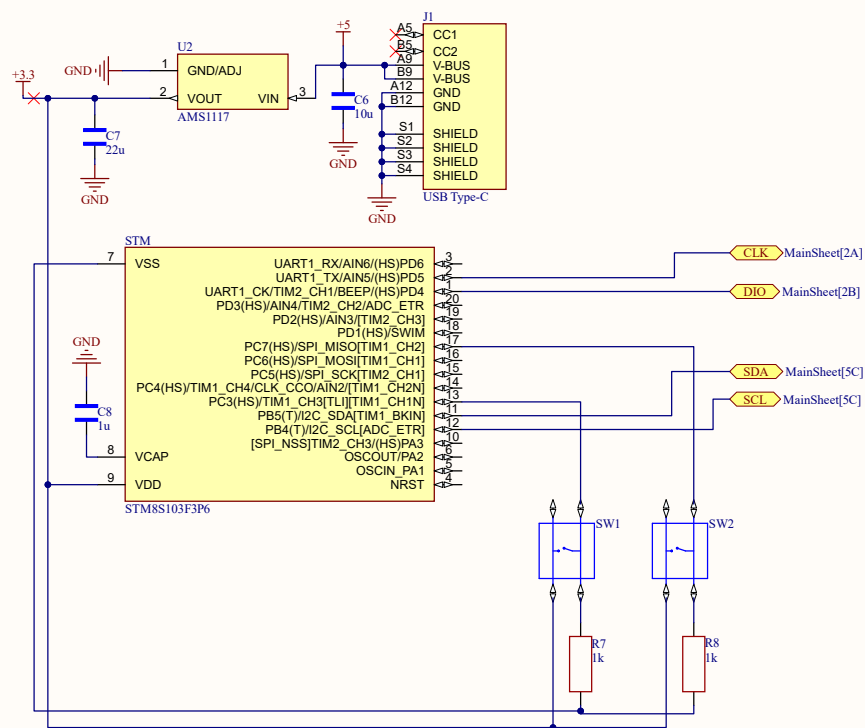 J1
+5
A5 CC1
B5 CC2
A9 V-BUS
B9 V-BUS
A12 GND
B12 GND
S1 SHIELD
S2 SHIELD
S3 SHIELD
S4 SHIELD
USB Type-C
GND
U2
GND 1 GND/ADJ
+3.3
2 VOUT VIN 3
AMS1117
C6
10u
GND
C7
22u
GND
STM
7 VSS
UART1_RX/AIN6/(HS)PD6 3
UART1_TX/AIN5/(HS)PD5 2
UART1_CK/TIM2_CH1/BEEP/(HS)PD4 1
PD3(HS)/AIN4/TIM2_CH2/ADC_ETR 20
PD2(HS)/AIN3/[TIM2_CH3] 19
PD1(HS)/SWIM 18
PC7(HS)/SPI_MISO[TIM1_CH2] 17
PC6(HS)/SPI_MOSI[TIM1_CH1] 16
PC5(HS)/SPI_SCK[TIM2_CH1] 15
PC4(HS)/TIM1_CH4/CLK_CCO/AIN2/[TIM1_CH2N] 14
PC3(HS)/TIM1_CH3[TLI][TIM1_CH1N] 13
PB5(T)/I2C_SDA[TIM1_BKIN] 11
PB4(T)/I2C_SCL[ADC_ETR] 12
[SPI_NSS]TIM2_CH3/(HS)PA3 10
OSCOUT/PA2 6
OSCIN_PA1 5
NRST 4
GND
C8
1u
8 VCAP
9 VDD
STM8S103F3P6
CLK MainSheet[2A]
DIO MainSheet[2B]
SDA MainSheet[5C]
SCL MainSheet[5C]
SW1
SW2
R7
1k
R8
1k